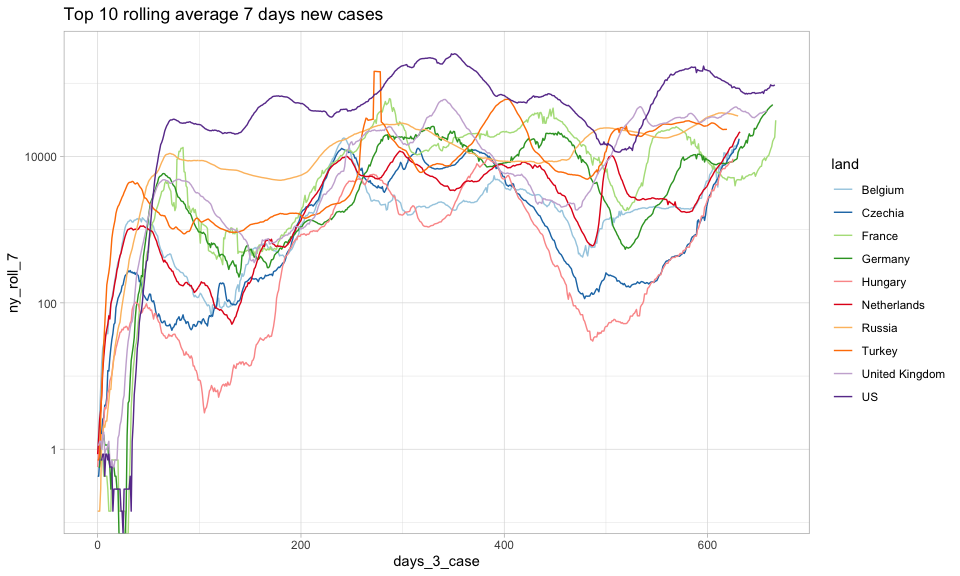 Top 10 rolling average 7 days new cases
ny_roll_7
10000
100
1
0
200
400
600
days_3_case
land
Belgium
Czechia
France
Germany
Hungary
Netherlands
Russia
Turkey
United Kingdom
US